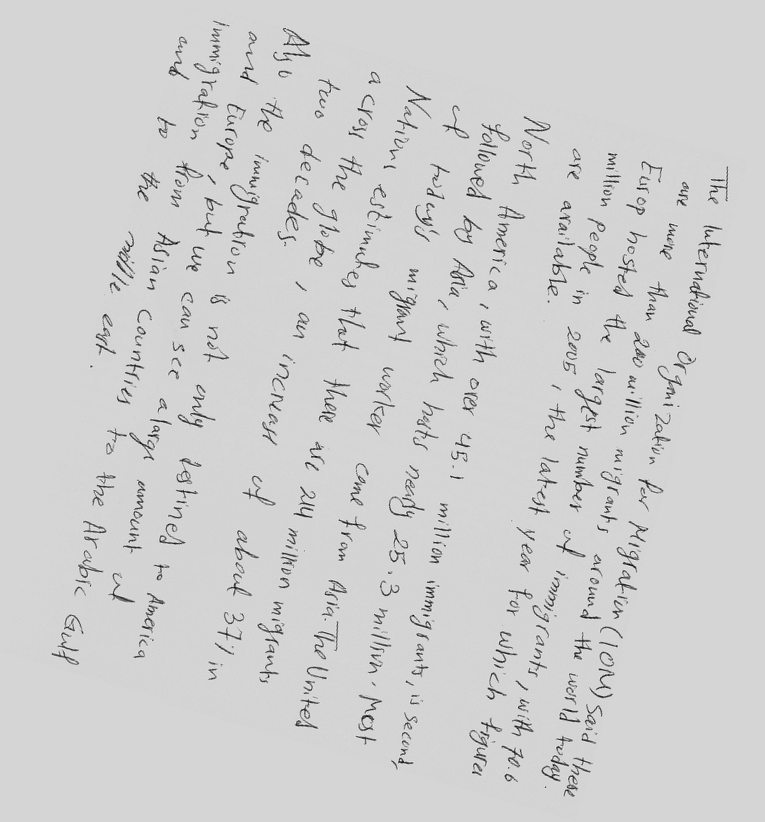 The International Organization for Migration (IOM) said there
are more than 200 million migrants around the world today.
Europ hosted the largest number of immigrants, with 70.6
million people in 2005, the latest year for which figures
are available.
North America, with over 45.1 million immigrants, is second,
followed by Asia, which hosts nearly 25.3 million. Most
of today's migrant worker come from Asia. The United
Nations estimates that there are 214 million migrants
across the globe, an increase of about 37% in
two decades.
Also the immigration is not only destined to America
and Europe, but we can see a large amount of
immigration from Asian countries to the Arabic Gulf
and to the midlle east.